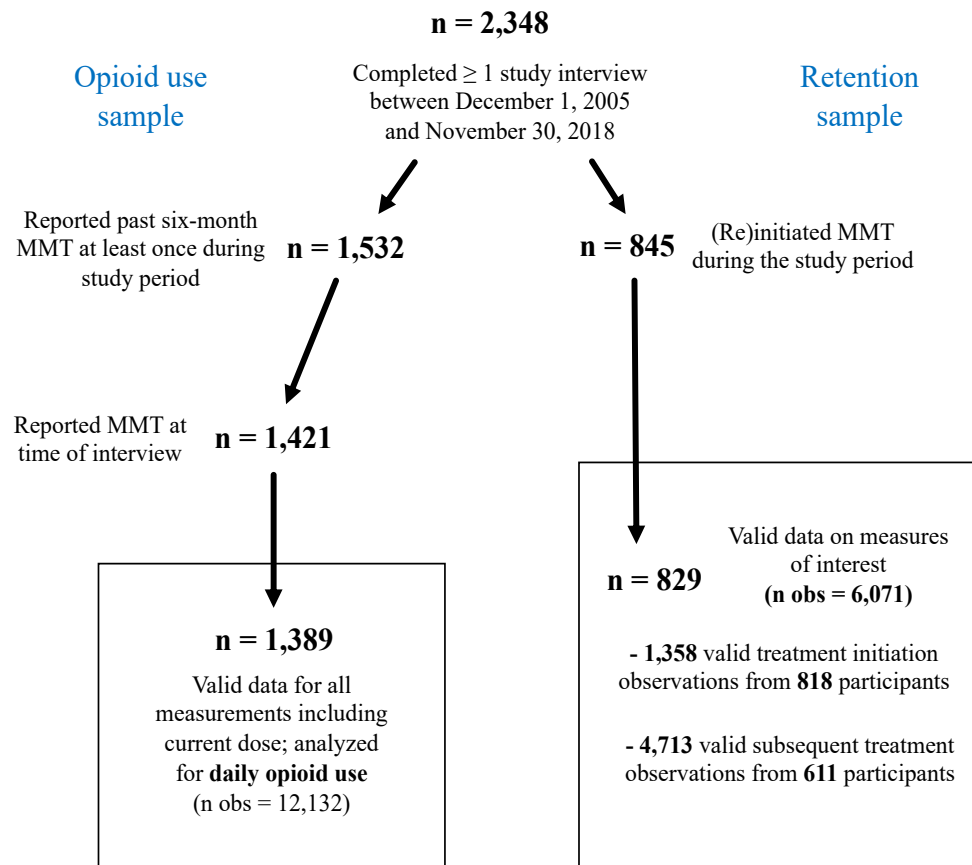 n = 2,348
Completed ≥ 1 study interview
between December 1, 2005
and November 30, 2018
Opioid use
sample
Retention
sample
Reported past six-month
MMT at least once during
study period
n = 1,532
n = 845
(Re)initiated MMT
during the study period
Reported MMT at
time of interview
n = 1,421
n = 1,389
Valid data for all
measurements including
current dose; analyzed
for daily opioid use
(n obs = 12,132)
n = 829
Valid data on measures
of interest
(n obs = 6,071)
- 1,358 valid treatment initiation
observations from 818 participants
- 4,713 valid subsequent treatment
observations from 611 participants